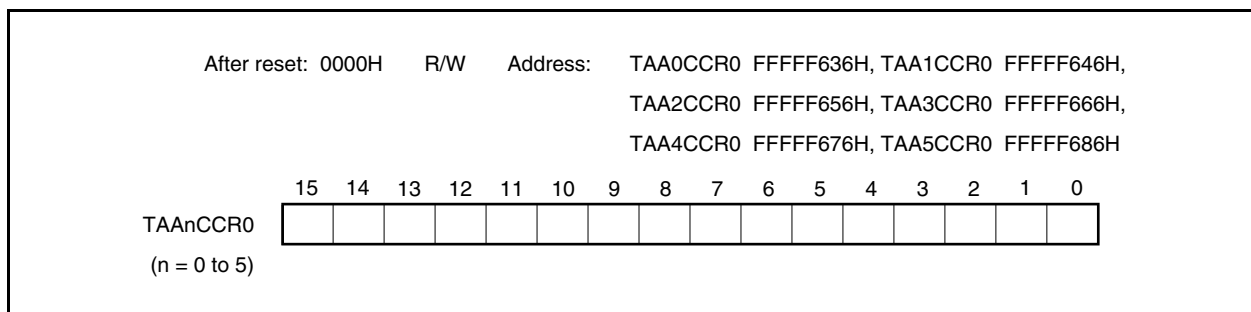 After reset: 0000H R/W Address: TAA0CCR0 FFFFF636H, TAA1CCR0 FFFFF646H,
TAA2CCR0 FFFFF656H, TAA3CCR0 FFFFF666H,
TAA4CCR0 FFFFF676H, TAA5CCR0 FFFFF686H
15 14 13 12 11 10 9 8 7 6 5 4 3 2 1 0
TAAnCCR0
(n = 0 to 5)